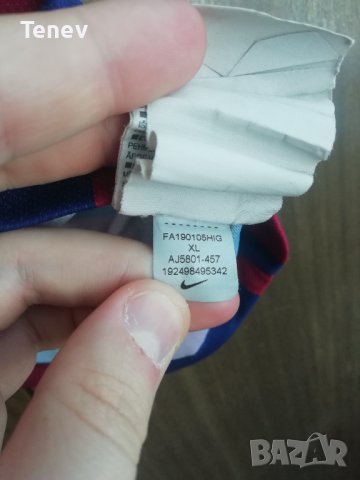 Tenev
FA190105HIG
XL
AJ5801-457
192498495342
BAZAR